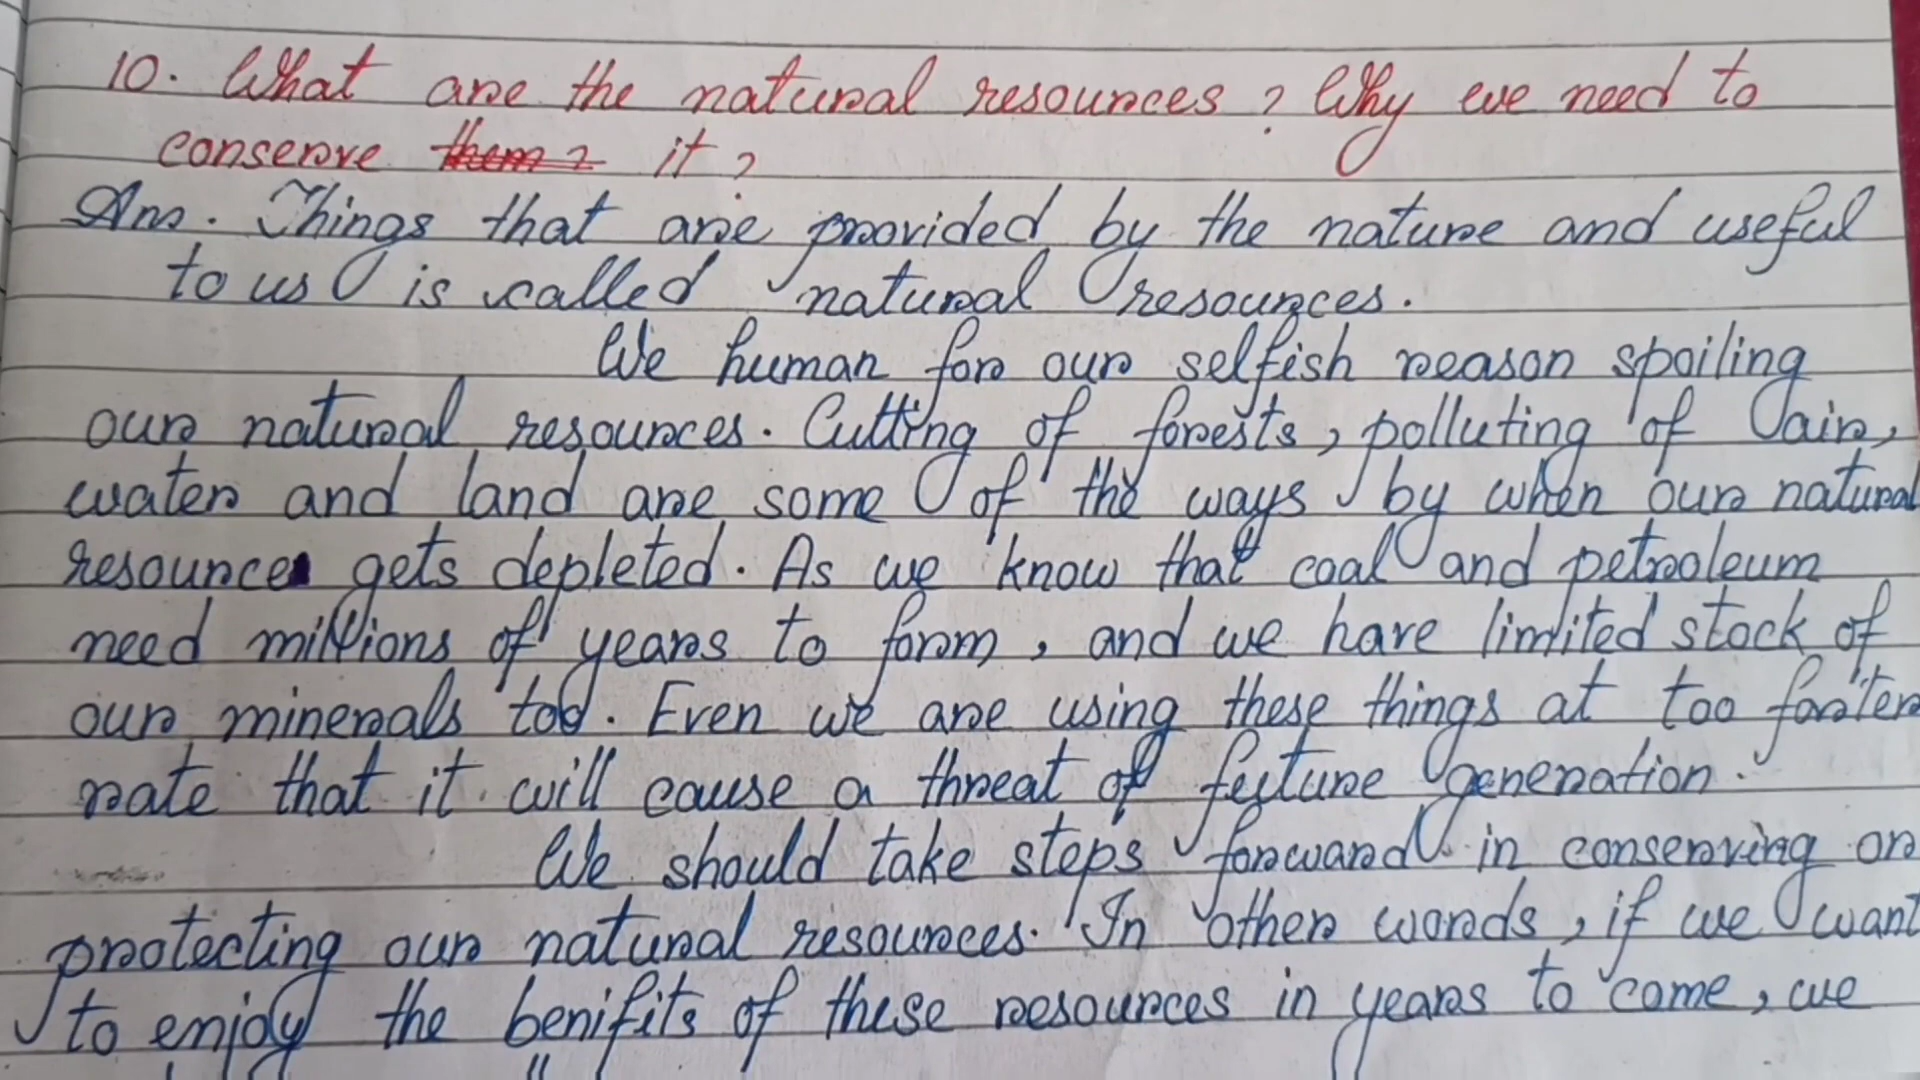 10. What are the natural resources? Why we need to
conserve them? it?
Ans. Things that are provided by the nature and useful
to us is called natural resources.
We human for our selfish reason spoiling
our natural resources. Cutting of forests, polluting of air,
water and land are some of the ways by when our natural
resource gets depleted. As we know that coal and petroleum
need millions of years to form, and we have limited stock of
our minerals too. Even we are using these things at too faster
rate that it will cause a threat of future generation.
We should take steps forward in conserving or
protecting our natural resources. In other words, if we want
to enjoy the benifits of these resources in years to come, we